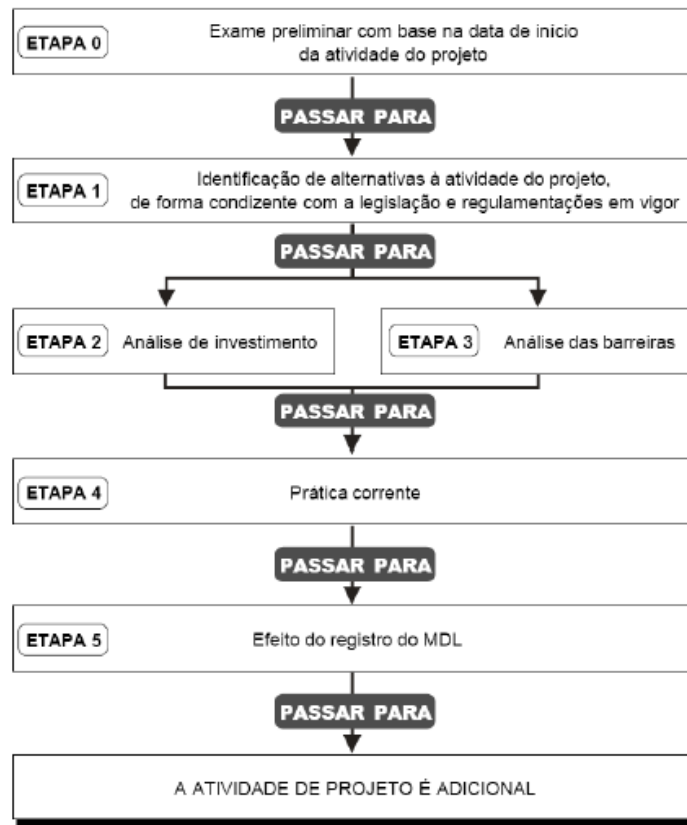 ETAPA 0
Exame preliminar com base na data de início
da atividade do projeto
PASSAR PARA
ETAPA 1
Identificação de alternativas à atividade do projeto,
de forma condizente com a legislação e regulamentações em vigor
PASSAR PARA
ETAPA 2 Análise de investimento
ETAPA 3 Análise das barreiras
PASSAR PARA
ETAPA 4 Prática corrente
PASSAR PARA
ETAPA 5 Efeito do registro do MDL
PASSAR PARA
A ATIVIDADE DE PROJETO É ADICIONAL